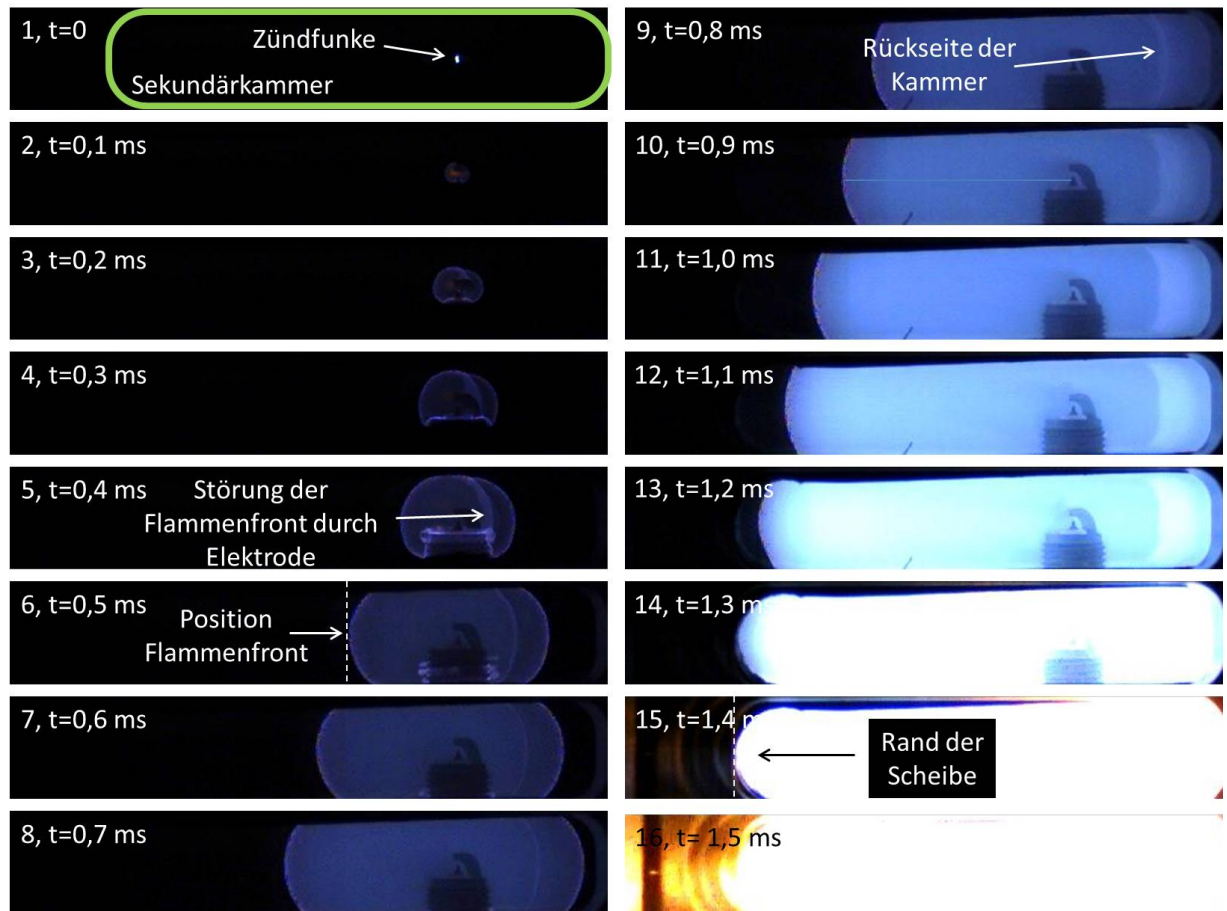 1, t=0
Zündfunke
Sekundärkammer
2, t=0,1 ms
3, t=0,2 ms
4, t=0,3 ms
5, t=0,4 ms
Störung der
Flammenfront durch
Elektrode
6, t=0,5 ms
Position
Flammenfront
7, t=0,6 ms
8, t=0,7 ms
9, t=0,8 ms
Rückseite der
Kammer
10, t=0,9 ms
11, t=1,0 ms
12, t=1,1 ms
13, t=1,2 ms
14, t=1,3 ms
15, t=1,4 ms
Rand der
Scheibe
16, t= 1,5 ms